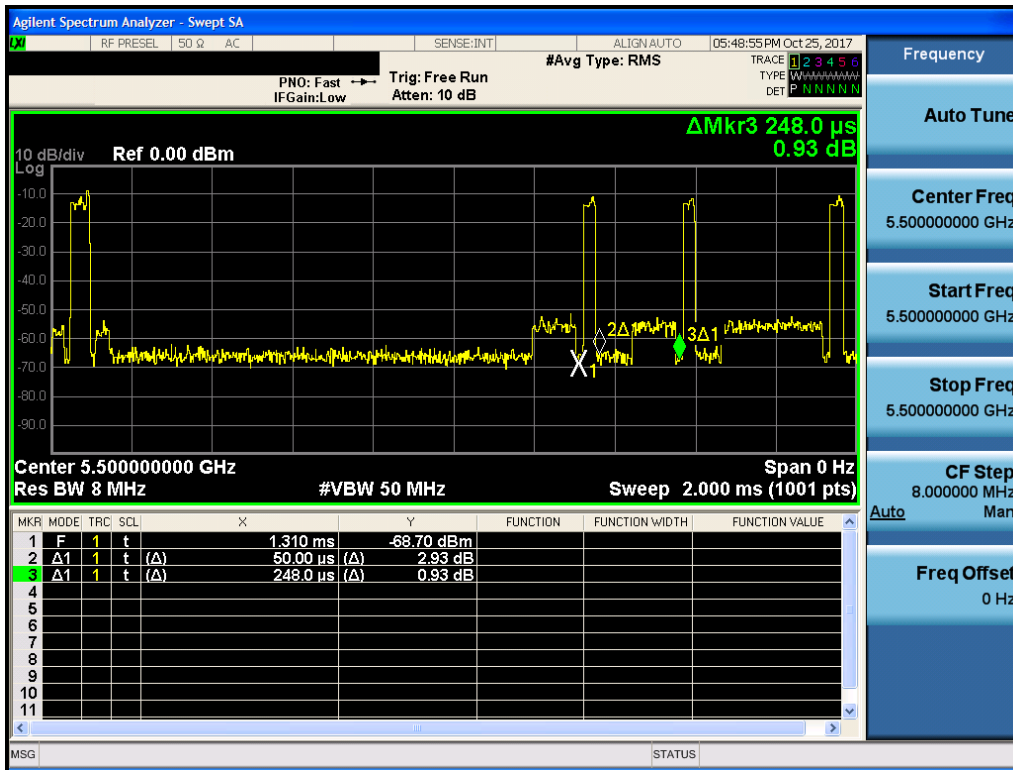 Agilent Spectrum Analyzer - Swept SA
LXI RF PRESEL 50 Ω AC SENSE:INT ALIGN AUTO 05:48:55 PM Oct 25, 2017
#Avg Type: RMS TRACE 1 2 3 4 5 6
PNO: Fast Trig: Free Run TYPE WWWWWW
IFGain:Low Atten: 10 dB DET P N N N N N
ΔMkr3 248.0 µs
0.93 dB
10 dB/div Ref 0.00 dBm
Log
-10.0
-20.0
-30.0
-40.0
-50.0
2Δ 3Δ1
-60.0
X 1
-70.0
-80.0
-90.0
Center 5.500000000 GHz Span 0 Hz
Res BW 8 MHz #VBW 50 MHz Sweep 2.000 ms (1001 pts)
MKR MODE TRC SCL X Y FUNCTION FUNCTION WIDTH FUNCTION VALUE
1 F 1 t 1.310 ms -68.70 dBm
2 Δ1 1 t (Δ) 50.00 µs (Δ) 2.93 dB
3 Δ1 1 t (Δ) 248.0 µs (Δ) 0.93 dB
4
5
6
7
8
9
10
11
MSG STATUS
Frequency
Auto Tune
Center Freq
5.500000000 GHz
Start Freq
5.500000000 GHz
Stop Freq
5.500000000 GHz
CF Step
8.000000 MHz
Auto Man
Freq Offset
0 Hz